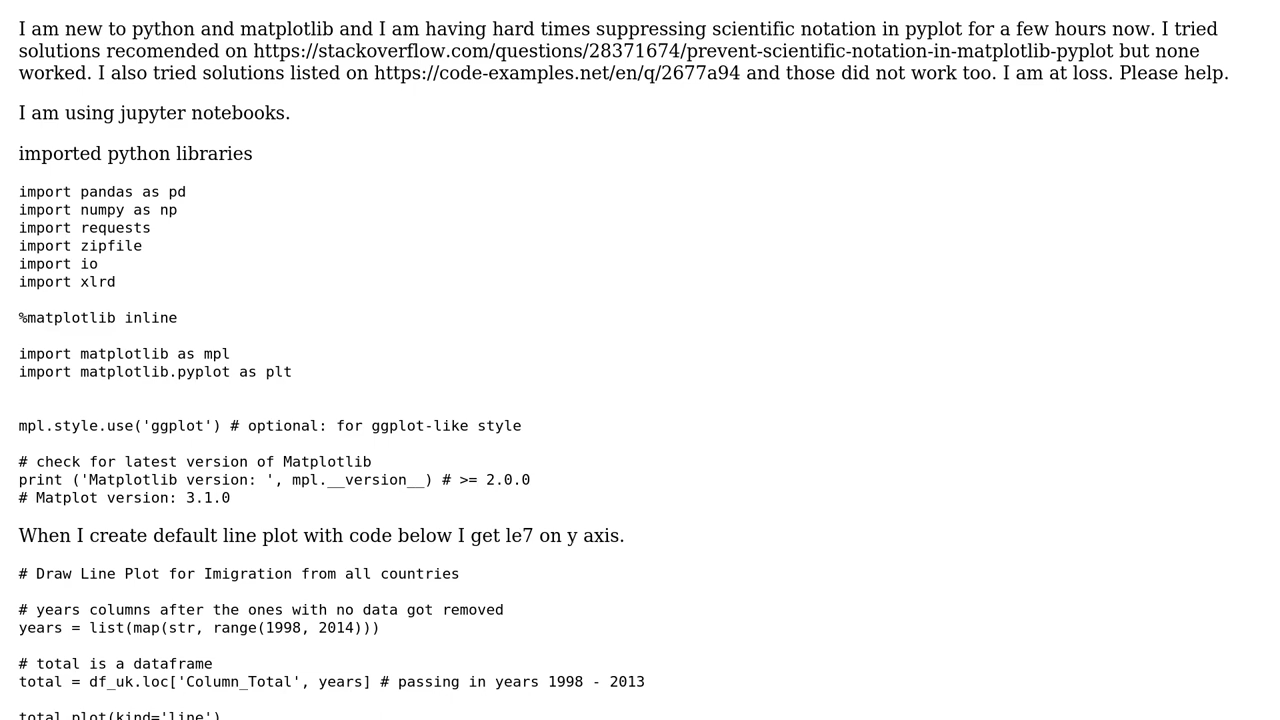 I am new to python and matplotlib and I am having hard times suppressing scientific notation in pyplot for a few hours now. I tried
solutions recomended on https://stackoverflow.com/questions/28371674/prevent-scientific-notation-in-matplotlib-pyplot but none
worked. I also tried solutions listed on https://code-examples.net/en/q/2677a94 and those did not work too. I am at loss. Please help.
I am using jupyter notebooks.
imported python libraries
import pandas as pd
import numpy as np
import requests
import zipfile
import io
import xlrd
%matplotlib inline
import matplotlib as mpl
import matplotlib.pyplot as plt
mpl.style.use('ggplot') # optional: for ggplot-like style
# check for latest version of Matplotlib
print ('Matplotlib version: ', mpl.__version__) # >= 2.0.0
# Matplot version: 3.1.0
When I create default line plot with code below I get le7 on y axis.
# Draw Line Plot for Imigration from all countries
# years columns after the ones with no data got removed
years = list(map(str, range(1998, 2014)))
# total is a dataframe
total = df_uk.loc['Column_Total', years] # passing in years 1998 - 2013
total.plot(kind='line')